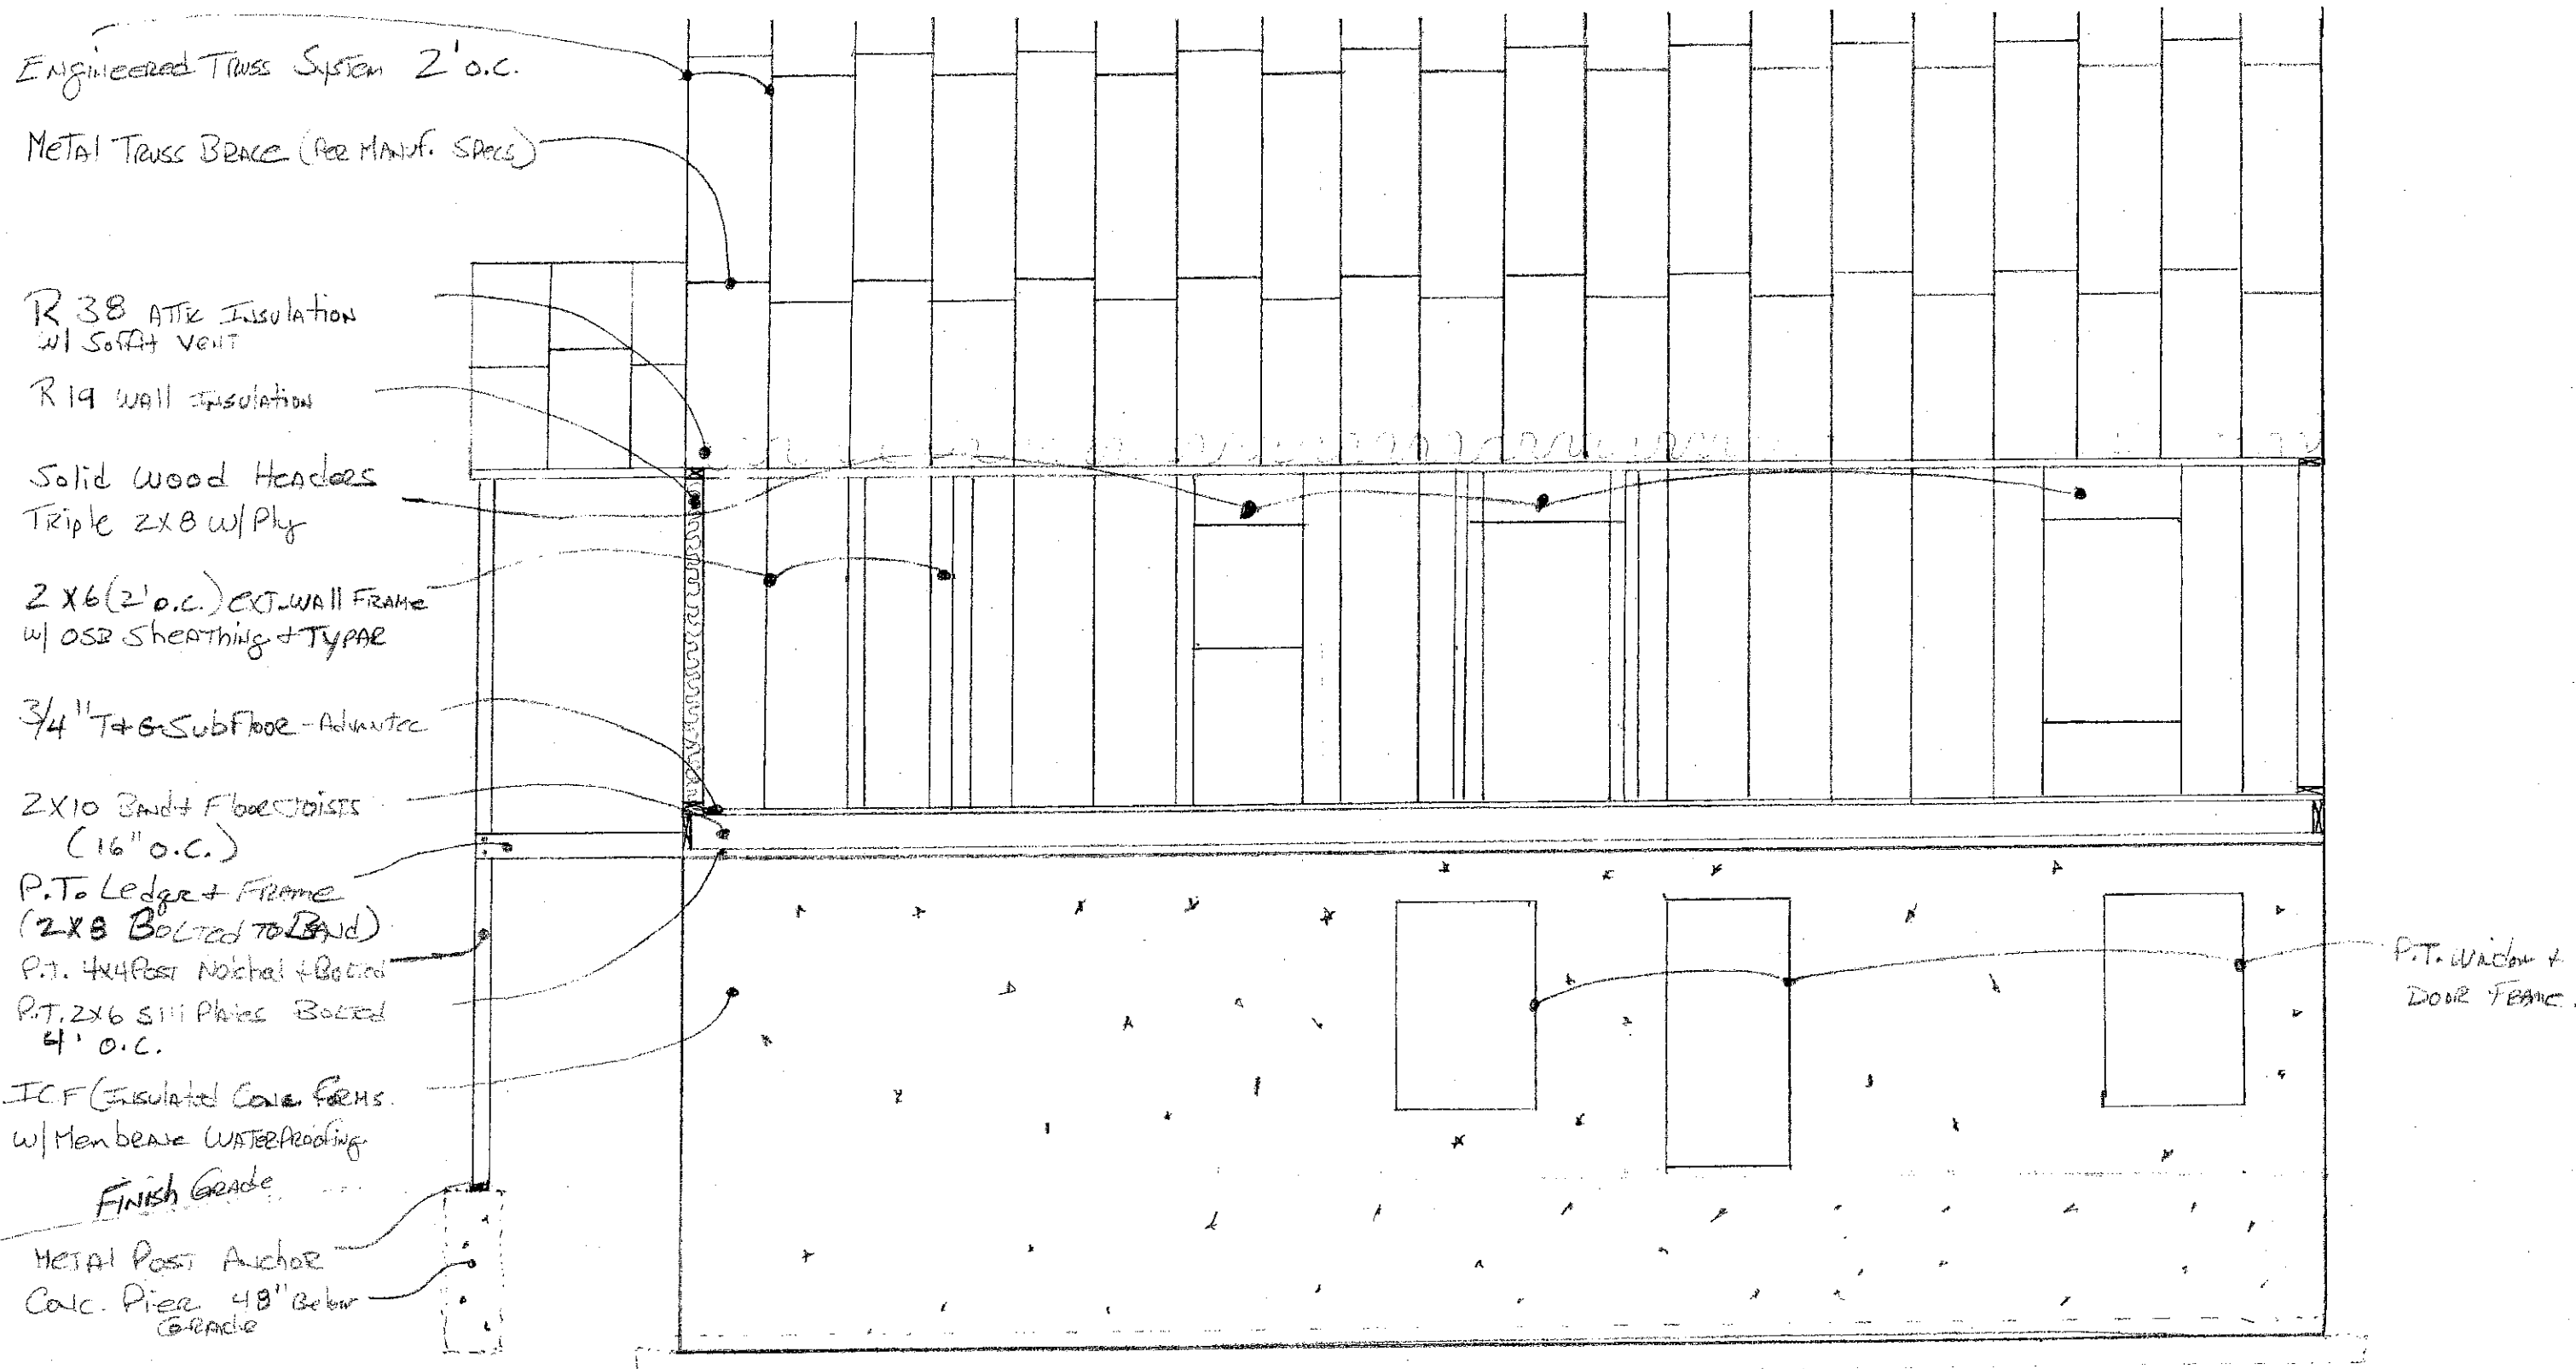 Engineered Truss System 2' o.c.
Metal Truss Brace (Per Manuf. Specs)
R 38 Attic Insulation
w/ Soffit Vent
R 19 Wall Insulation
Solid Wood Headers
Triple 2x8 w/ Ply
2 x 6 (2' o.c.) ext. wall Frame
w/ OSB Sheathing + TYPAR
3/4" T+G Subfloor - Advantec
2x10 Band + Floor Joists
(16" o.c.)
P.T. Ledger + Frame
(2x8 Bolted to Band)
P.T. 4x4 Post Notched + Bolted
P.T. 2x6 Sill Plates Bolted
4' o.c.
ICF (Insulated Conc. Forms
w/ Membrane Waterproofing
Finish Grade
Metal Post Anchor
Conc. Pier 48" Below
Grade
P.T. Window +
Door Frame.